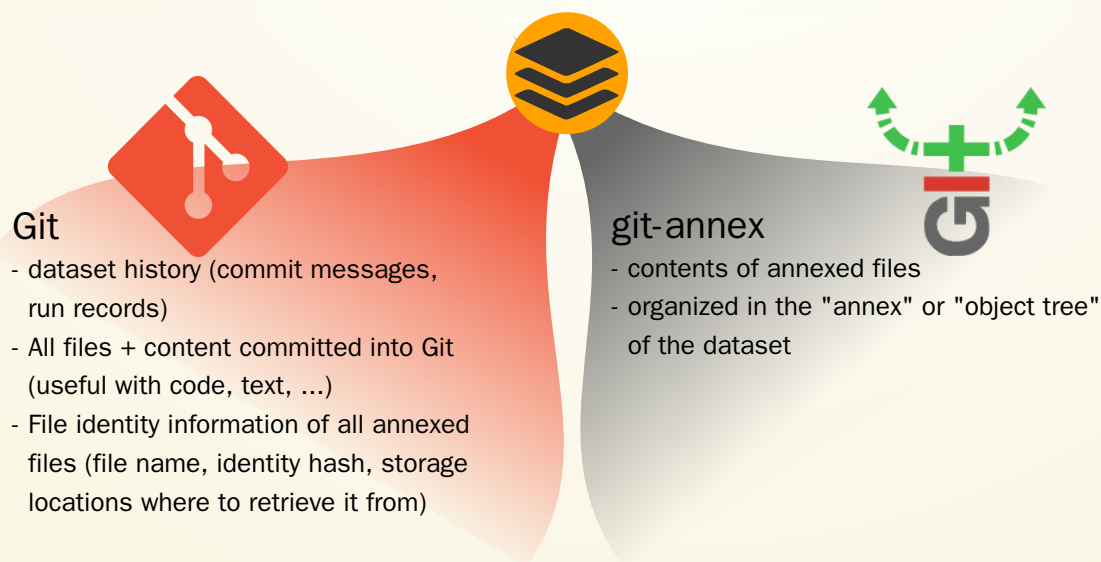 Git
- dataset history (commit messages,
run records)
- All files + content committed into Git
(useful with code, text, ...)
- File identity information of all annexed
files (file name, identity hash, storage
locations where to retrieve it from)
GIT
git-annex
- contents of annexed files
- organized in the "annex" or "object tree"
of the dataset